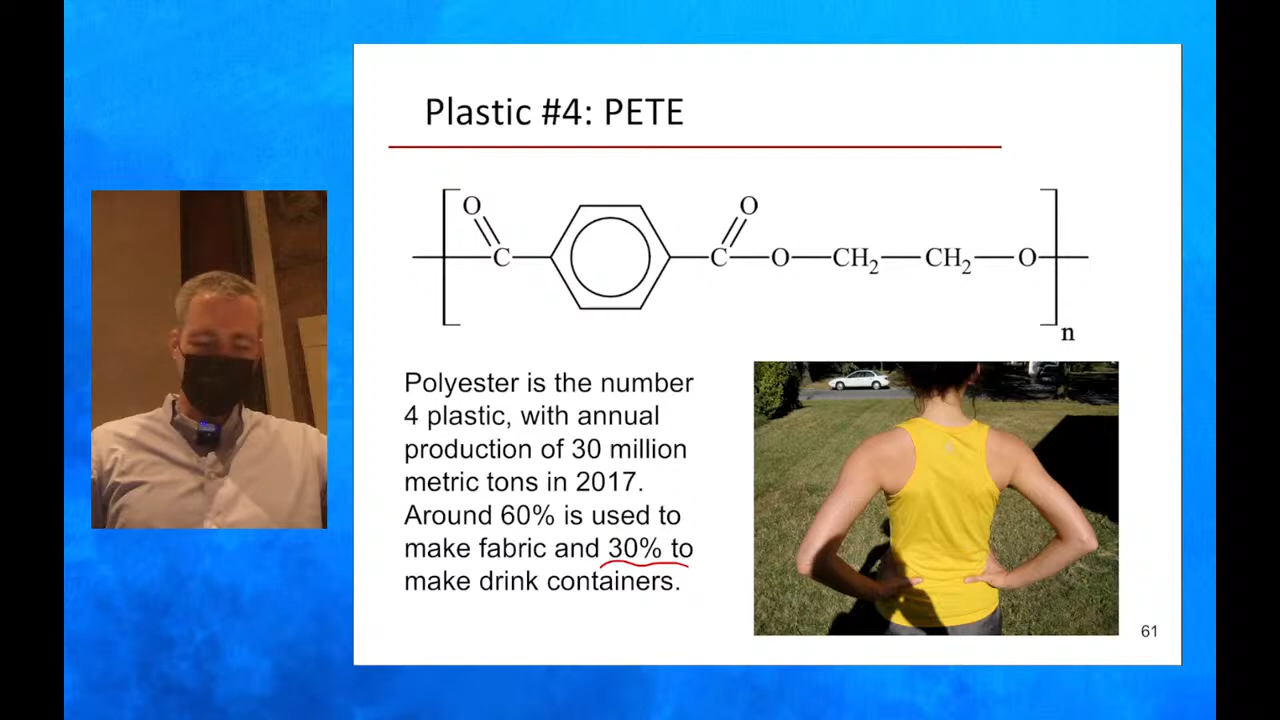 Plastic #4: PETE
O O
C C O CH2 CH2 O
n
Polyester is the number
4 plastic, with annual
production of 30 million
metric tons in 2017.
Around 60% is used to
make fabric and 30% to
make drink containers.
61